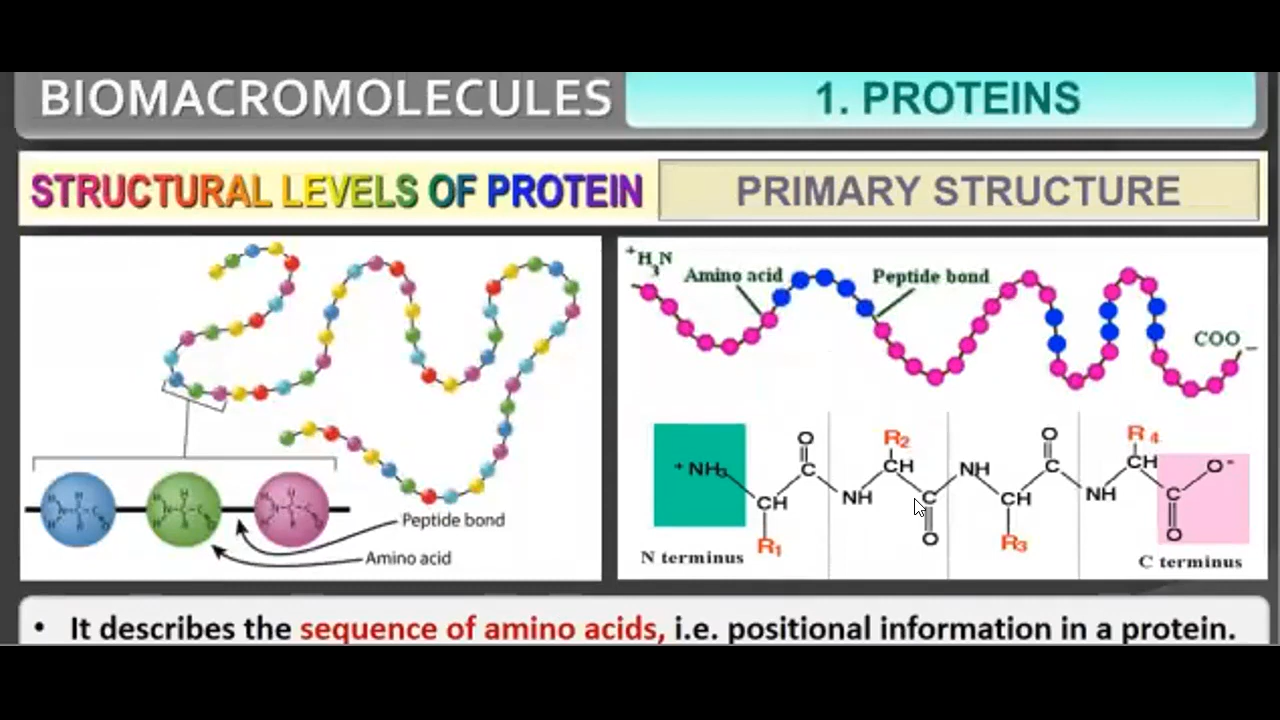 BIOMACROMOLECULES
1. PROTEINS
STRUCTURAL LEVELS OF PROTEIN
PRIMARY STRUCTURE
Peptide bond
Amino acid
+H3N
Amino acid
Peptide bond
COO−
+NH3
CH
R1
O
C
NH
R2
CH
C
O
NH
CH
R3
O
C
NH
R4
CH
C
O
O−
N terminus
C terminus
• It describes the sequence of amino acids, i.e. positional information in a protein.